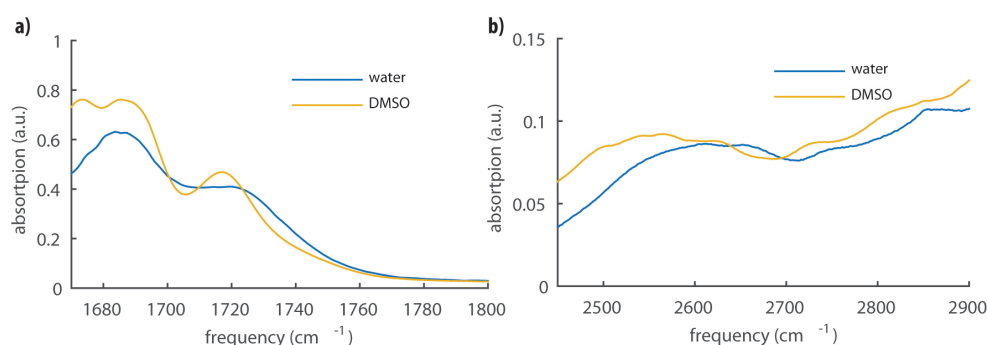 a)
1
0.8
0.6
0.4
0.2
0
absortpion (a.u.)
water
DMSO
1680 1700 1720 1740 1760 1780 1800
frequency (cm -1)
b)
0.15
0.1
0.05
0
absortpion (a.u.)
water
DMSO
2500 2600 2700 2800 2900
frequency (cm -1)